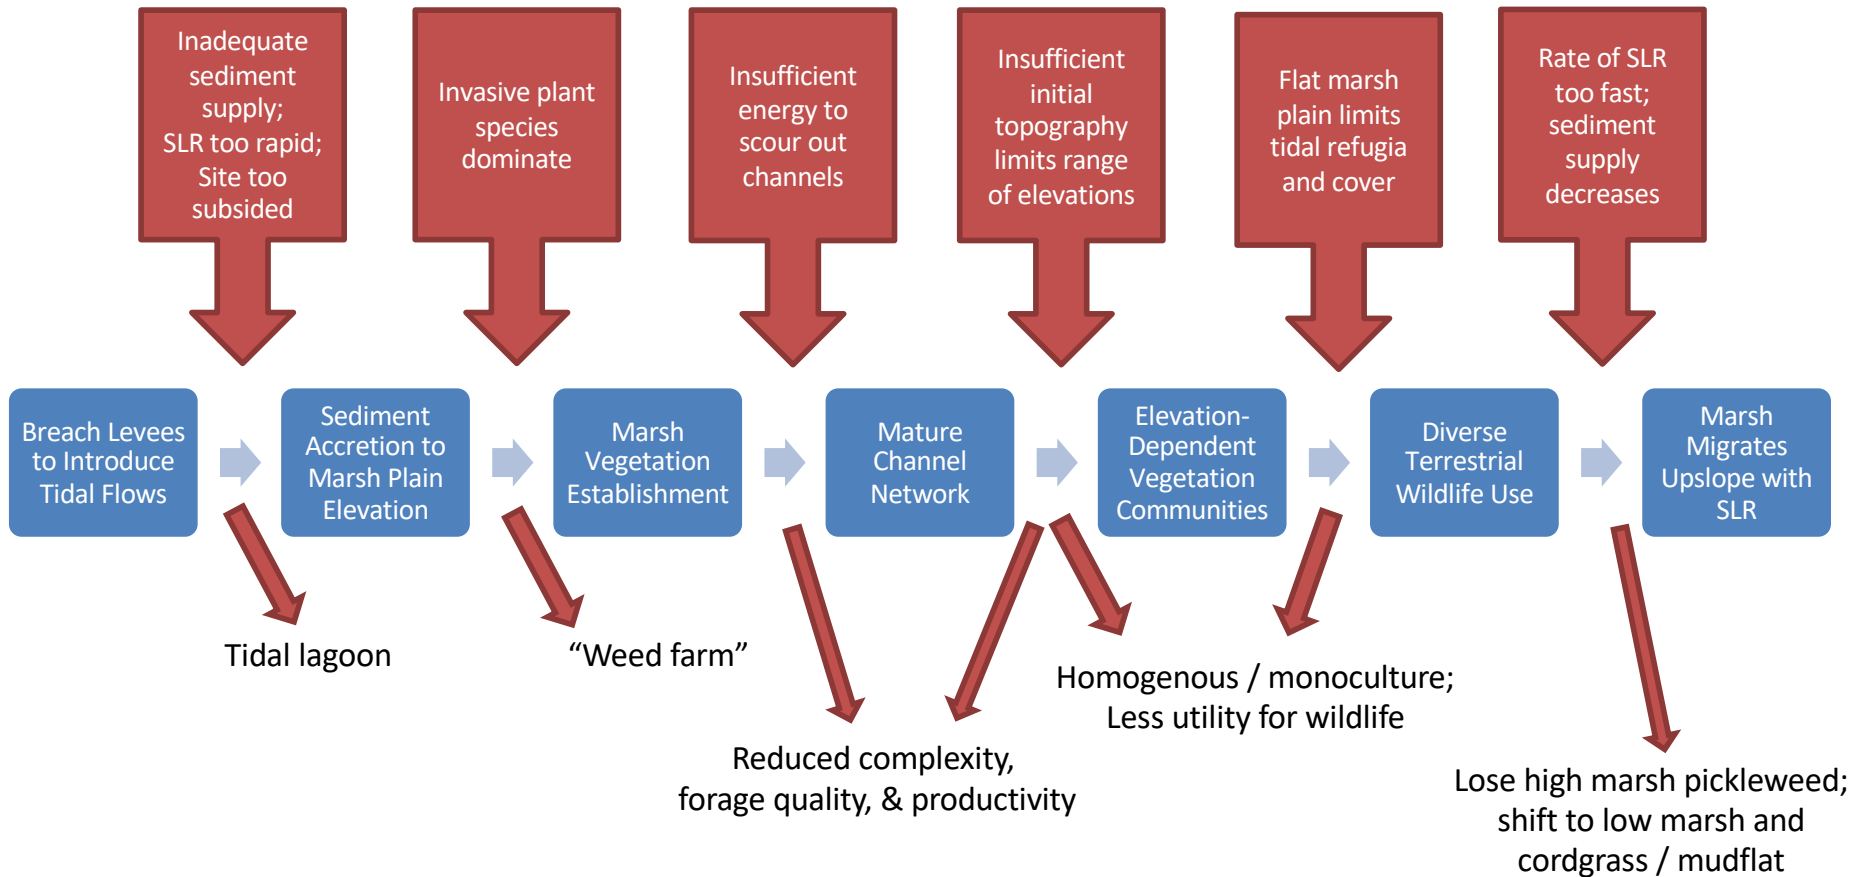 Inadequate
sediment
supply;
SLR too rapid;
Site too
subsided
Invasive plant
species
dominate
Insufficient
energy to
scour out
channels
Insufficient
initial
topography
limits range
of elevations
Flat marsh
plain limits
tidal refugia
and cover
Rate of SLR
too fast;
sediment
supply
decreases
Breach Levees
to Introduce
Tidal Flows
Sediment
Accretion to
Marsh Plain
Elevation
Marsh
Vegetation
Establishment
Mature
Channel
Network
Elevation-
Dependent
Vegetation
Communities
Diverse
Terrestrial
Wildlife Use
Marsh
Migrates
Upslope with
SLR
Tidal lagoon
“Weed farm”
Reduced complexity,
forage quality, & productivity
Homogenous / monoculture;
Less utility for wildlife
Lose high marsh pickleweed;
shift to low marsh and
cordgrass / mudflat